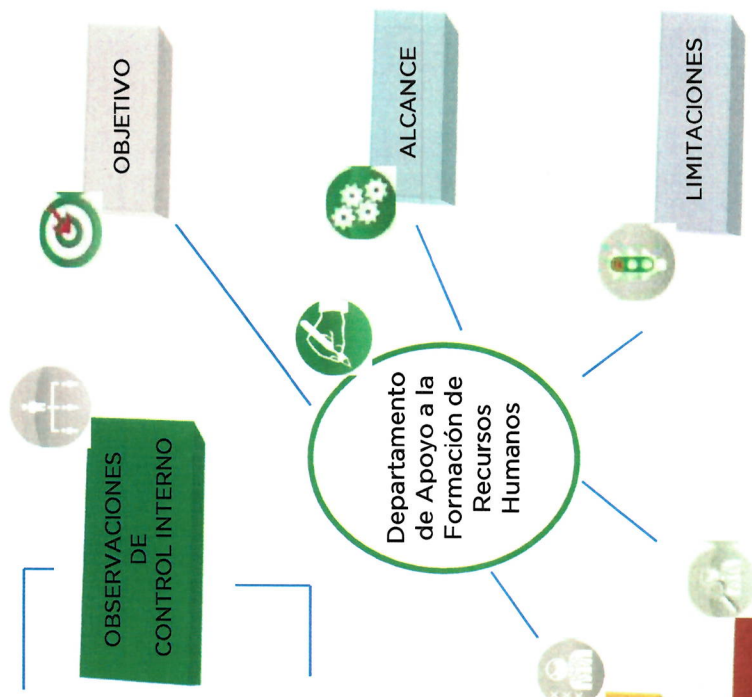 OBJETIVO
ALCANCE
LIMITACIONES
OBSERVACIONES
DE
CONTROL INTERNO
Departamento
de Apoyo a la
Formación de
Recursos
Humanos